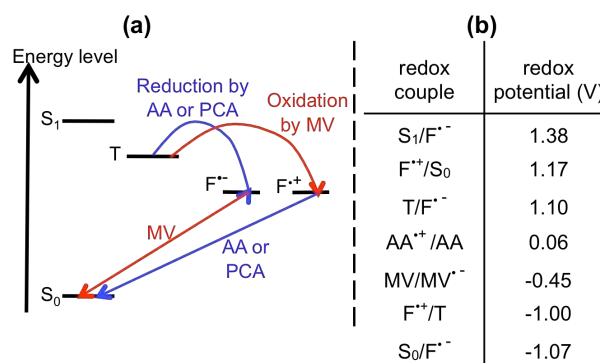 (a)
Energy level
S₁
T
S₀
Reduction by
AA or PCA
Oxidation
by MV
F•−
F•+
MV
AA or
PCA
(b)
redox couple	redox potential (V)
S₁/F•−	1.38
F•+/S₀	1.17
T/F•−	1.10
AA•+/AA	0.06
MV/MV•−	-0.45
F•+/T	-1.00
S₀/F•−	-1.07